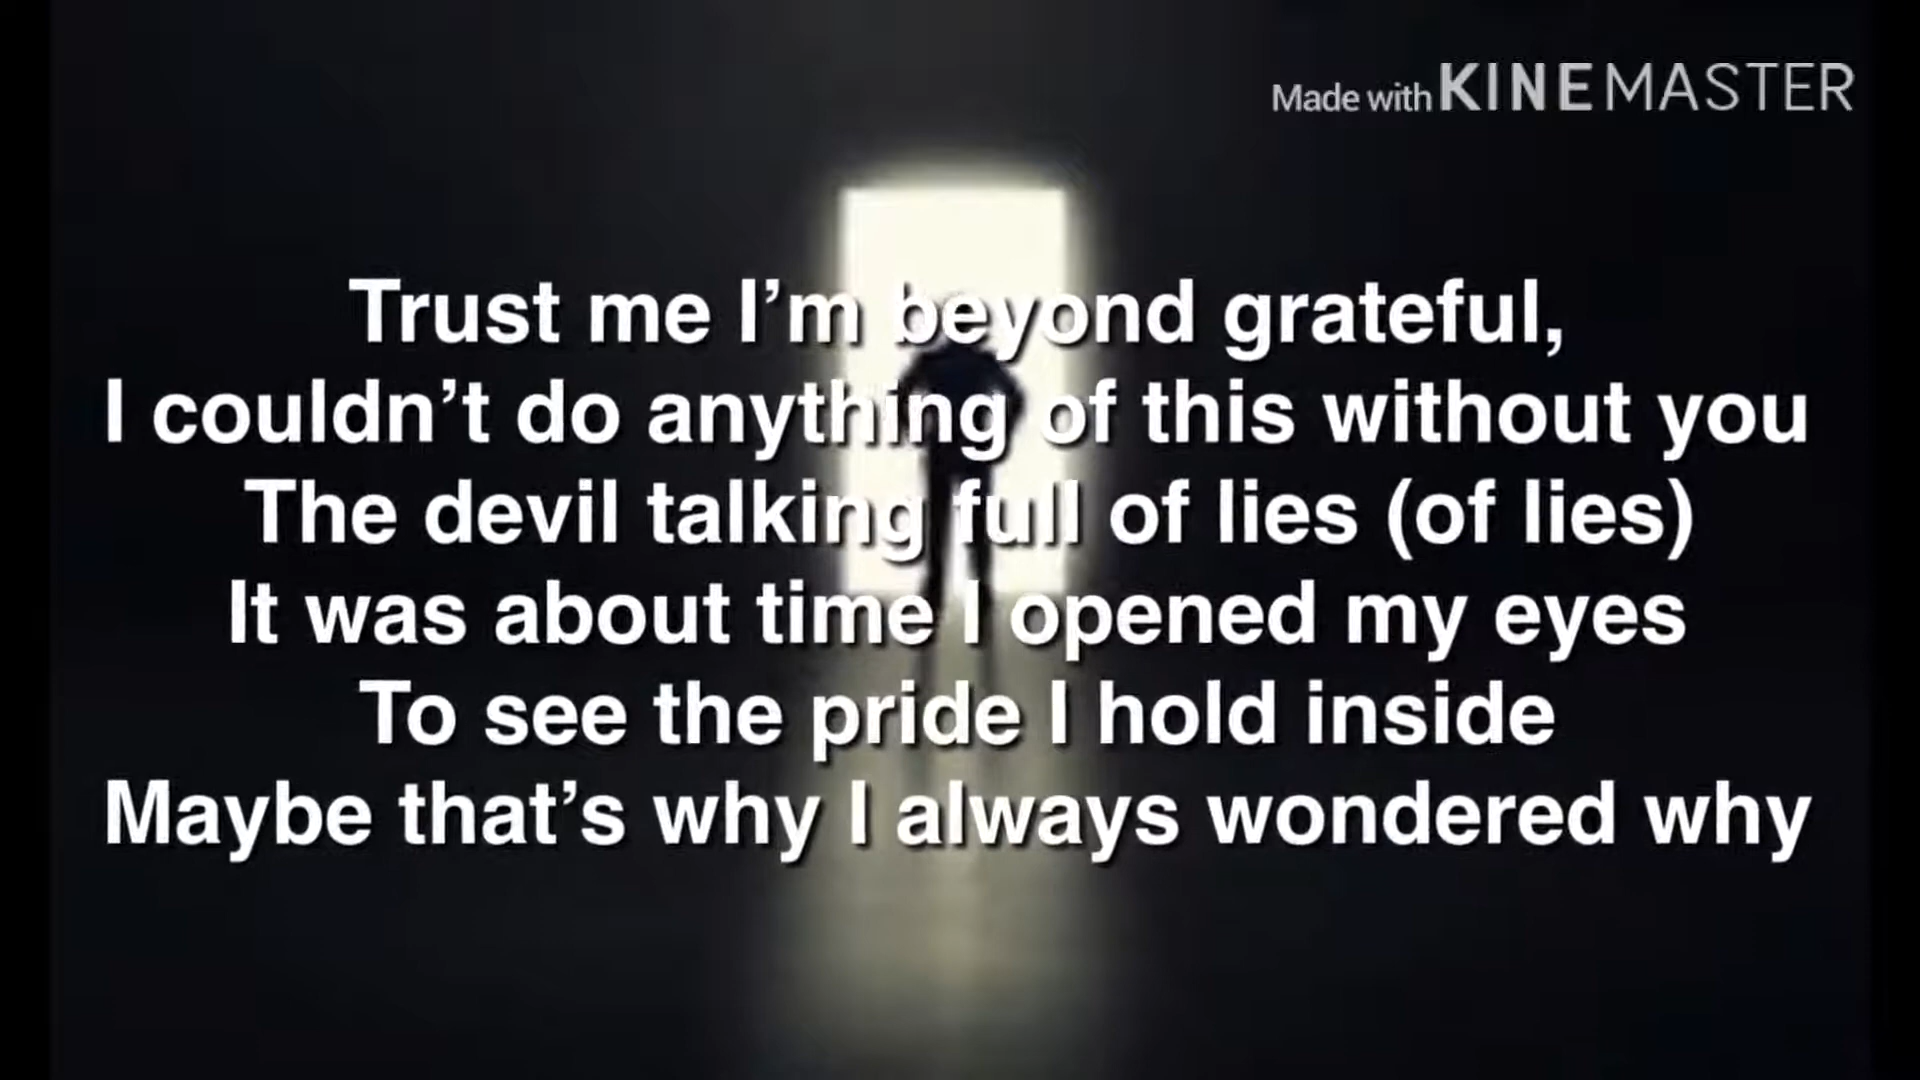 Made with KINEMASTER
Trust me I’m beyond grateful,
I couldn’t do anything of this without you
The devil talking full of lies (of lies)
It was about time I opened my eyes
To see the pride I hold inside
Maybe that’s why I always wondered why